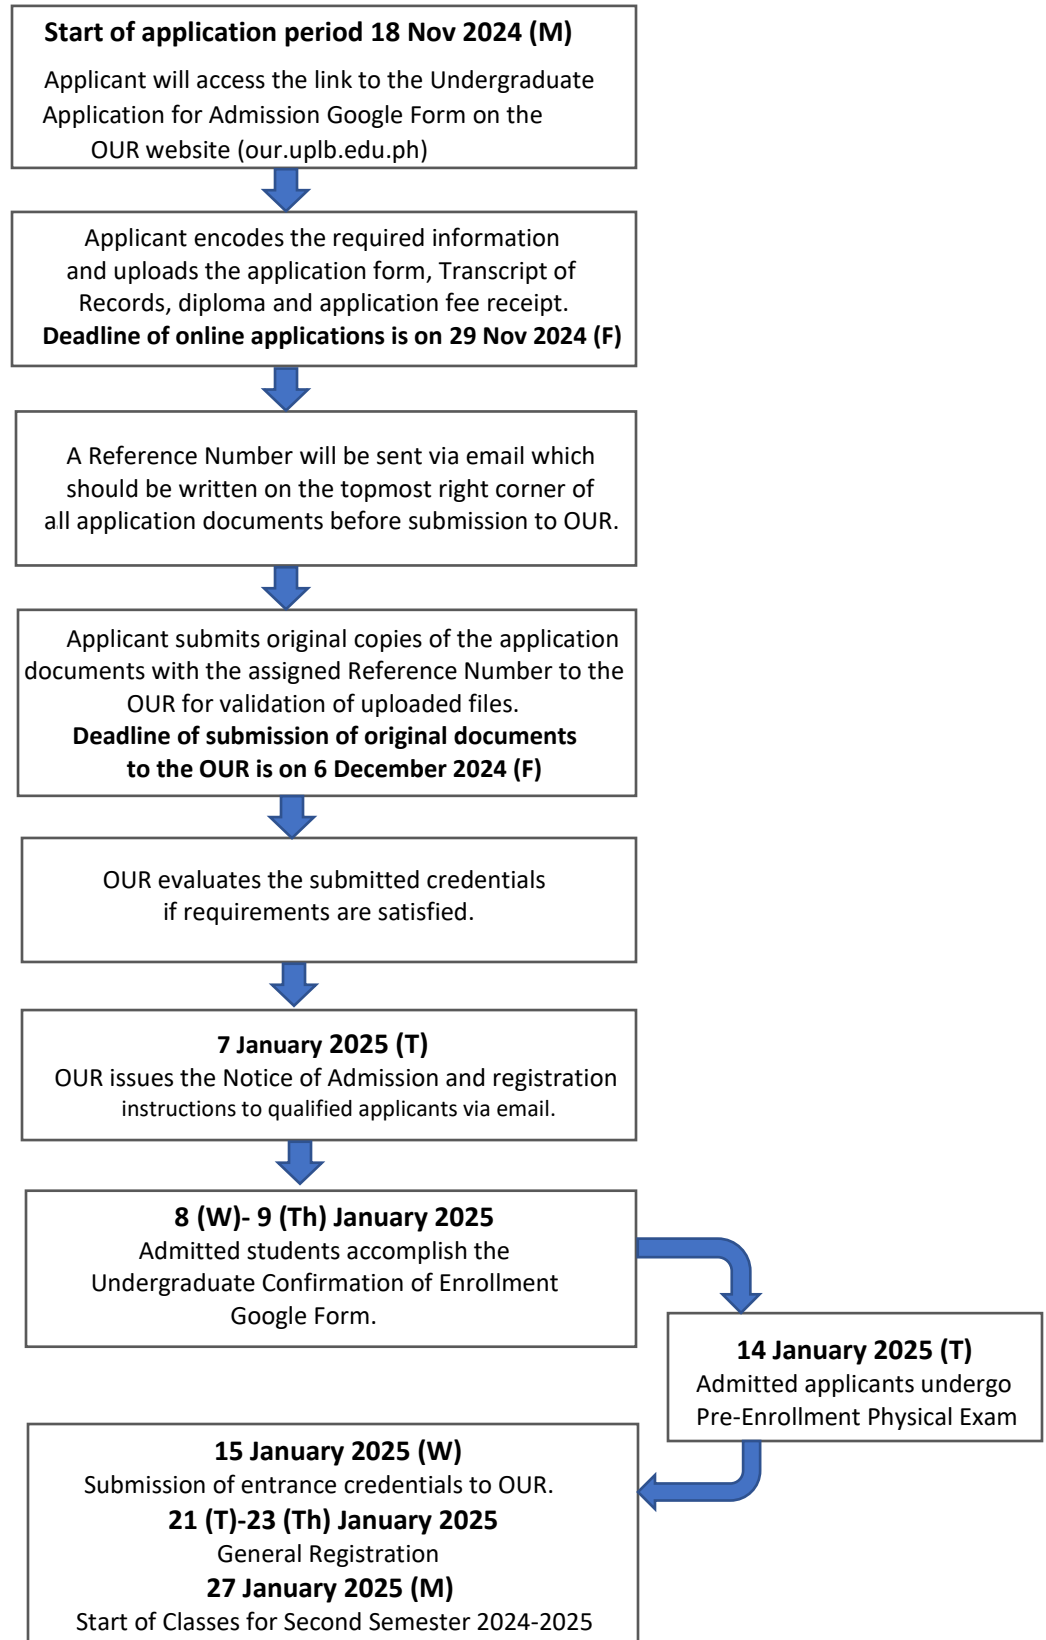 Start of application period 18 Nov 2024 (M)
Applicant will access the link to the Undergraduate
Application for Admission Google Form on the
OUR website (our.uplb.edu.ph)
Applicant encodes the required information
and uploads the application form, Transcript of
Records, diploma and application fee receipt.
Deadline of online applications is on 29 Nov 2024 (F)
A Reference Number will be sent via email which
should be written on the topmost right corner of
all application documents before submission to OUR.
Applicant submits original copies of the application
documents with the assigned Reference Number to the
OUR for validation of uploaded files.
Deadline of submission of original documents
to the OUR is on 6 December 2024 (F)
OUR evaluates the submitted credentials
if requirements are satisfied.
7 January 2025 (T)
OUR issues the Notice of Admission and registration
instructions to qualified applicants via email.
8 (W)- 9 (Th) January 2025
Admitted students accomplish the
Undergraduate Confirmation of Enrollment
Google Form.
14 January 2025 (T)
Admitted applicants undergo
Pre-Enrollment Physical Exam
15 January 2025 (W)
Submission of entrance credentials to OUR.
21 (T)-23 (Th) January 2025
General Registration
27 January 2025 (M)
Start of Classes for Second Semester 2024-2025